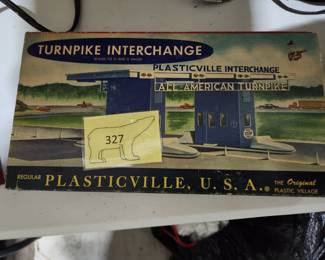 TURNPIKE INTERCHANGE
PLASTICVILLE INTERCHANGE
ALL-AMERICAN TURNPIKE
327
REGULAR PLASTICVILLE, U.S.A.® THE Original
PLASTIC VILLAGE